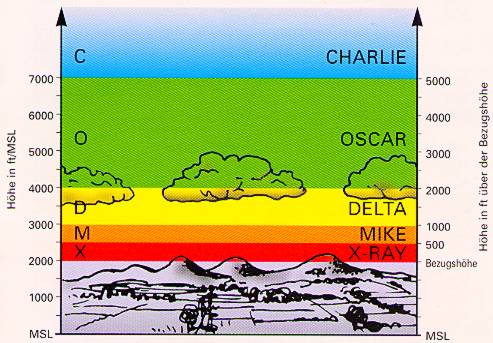 C CHARLIE
7000 5000
6000 4000
O OSCAR
5000 3000
4000 2000
D DELTA
3000 1000
M MIKE
500
X X-RAY
2000 Bezugshöhe
1000
MSL MSL
Höhe in ft/MSL
Höhe in ft über der Bezugshöhe